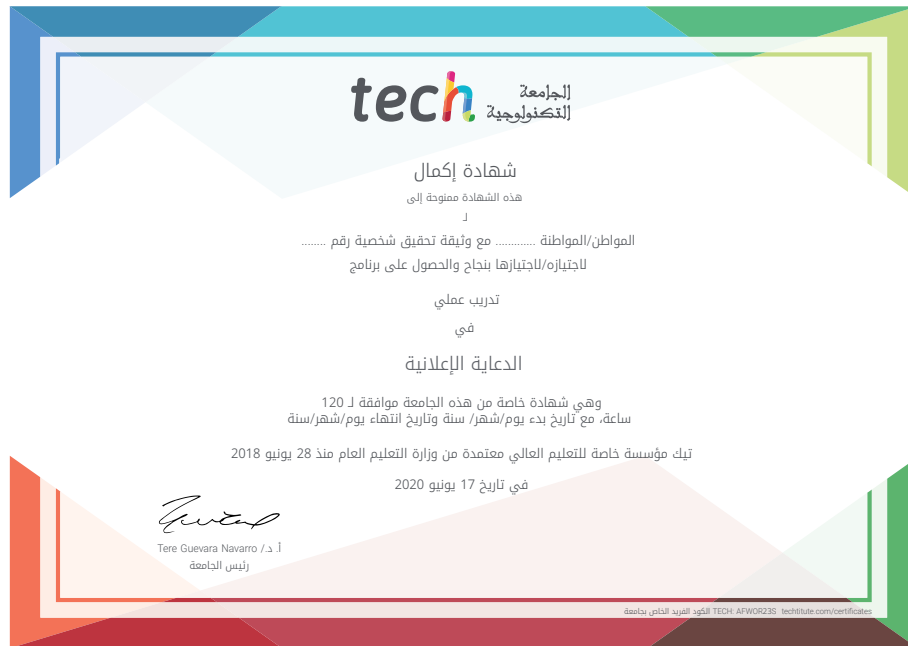 tech الجامعة
التكنولوجية
شهادة إكمال
هذه الشهادة ممنوحة إلى
لـ
المواطن/المواطنة ............ مع وثيقة تحقيق شخصية رقم ........
لاجتيازه/لاجتيازها بنجاح والحصول على برنامج
تدريب عملي
في
الدعاية الإعلانية
وهي شهادة خاصة من هذه الجامعة موافقة لـ 120
ساعة، مع تاريخ بدء يوم/شهر/ سنة وتاريخ انتهاء يوم/شهر/سنة
تيك مؤسسة خاصة للتعليم العالي معتمدة من وزارة التعليم العام منذ 28 يونيو 2018
في تاريخ 17 يونيو 2020
أ. د./ Tere Guevara Navarro
رئيس الجامعة
الكود الفريد الخاص بجامعة TECH: AFWOR23S techtitute.com/certificates